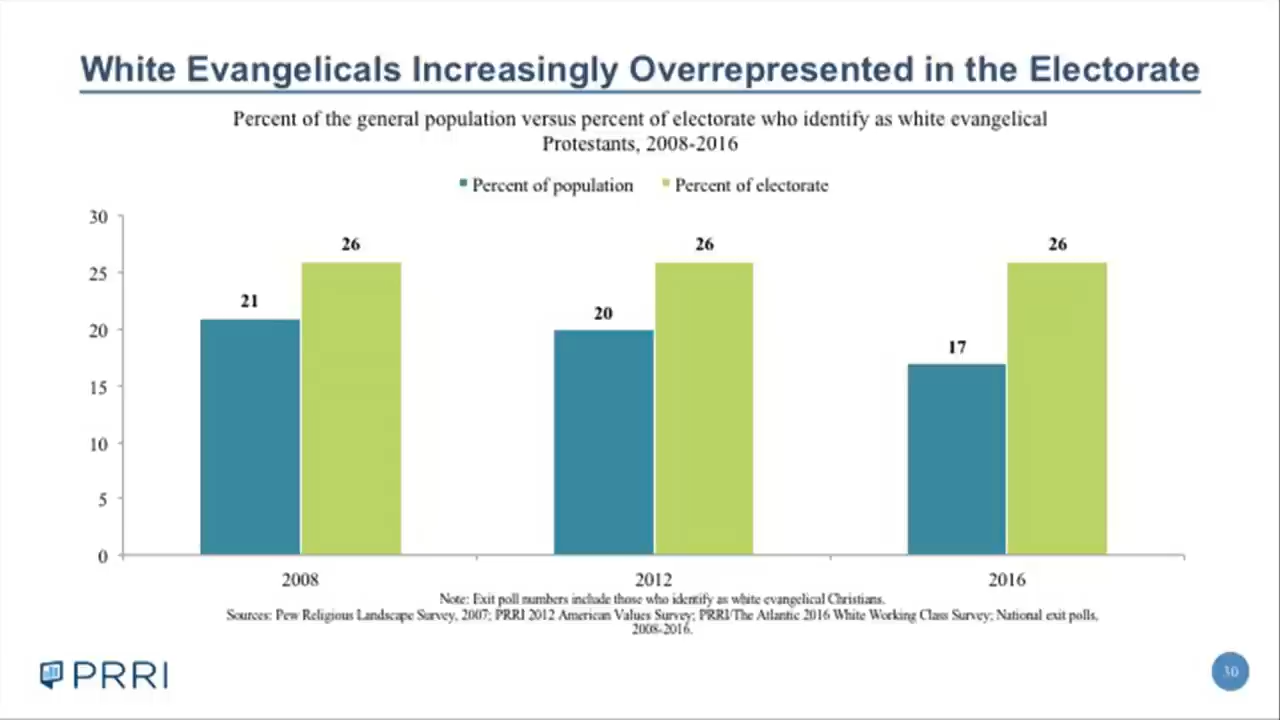 White Evangelicals Increasingly Overrepresented in the Electorate
Percent of the general population versus percent of electorate who identify as white evangelical
Protestants, 2008-2016
Percent of population Percent of electorate
30
25
20
15
10
5
0
21
26
20
26
17
26
2008 2012 2016
Note: Exit poll numbers include those who identify as white evangelical Christians.
Sources: Pew Religious Landscape Survey, 2007; PRRI 2012 American Values Survey; PRRI/The Atlantic 2016 White Working Class Survey; National exit polls,
2008-2016.
PRRI
30